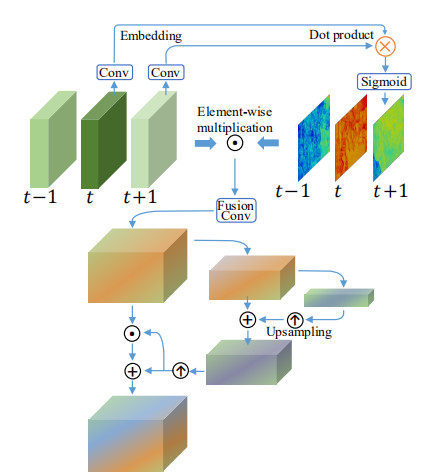 Embedding
Dot product
Conv
Conv
Sigmoid
Element-wise
multiplication
t−1
t
t+1
t−1
t
t+1
Fusion
Conv
Upsampling